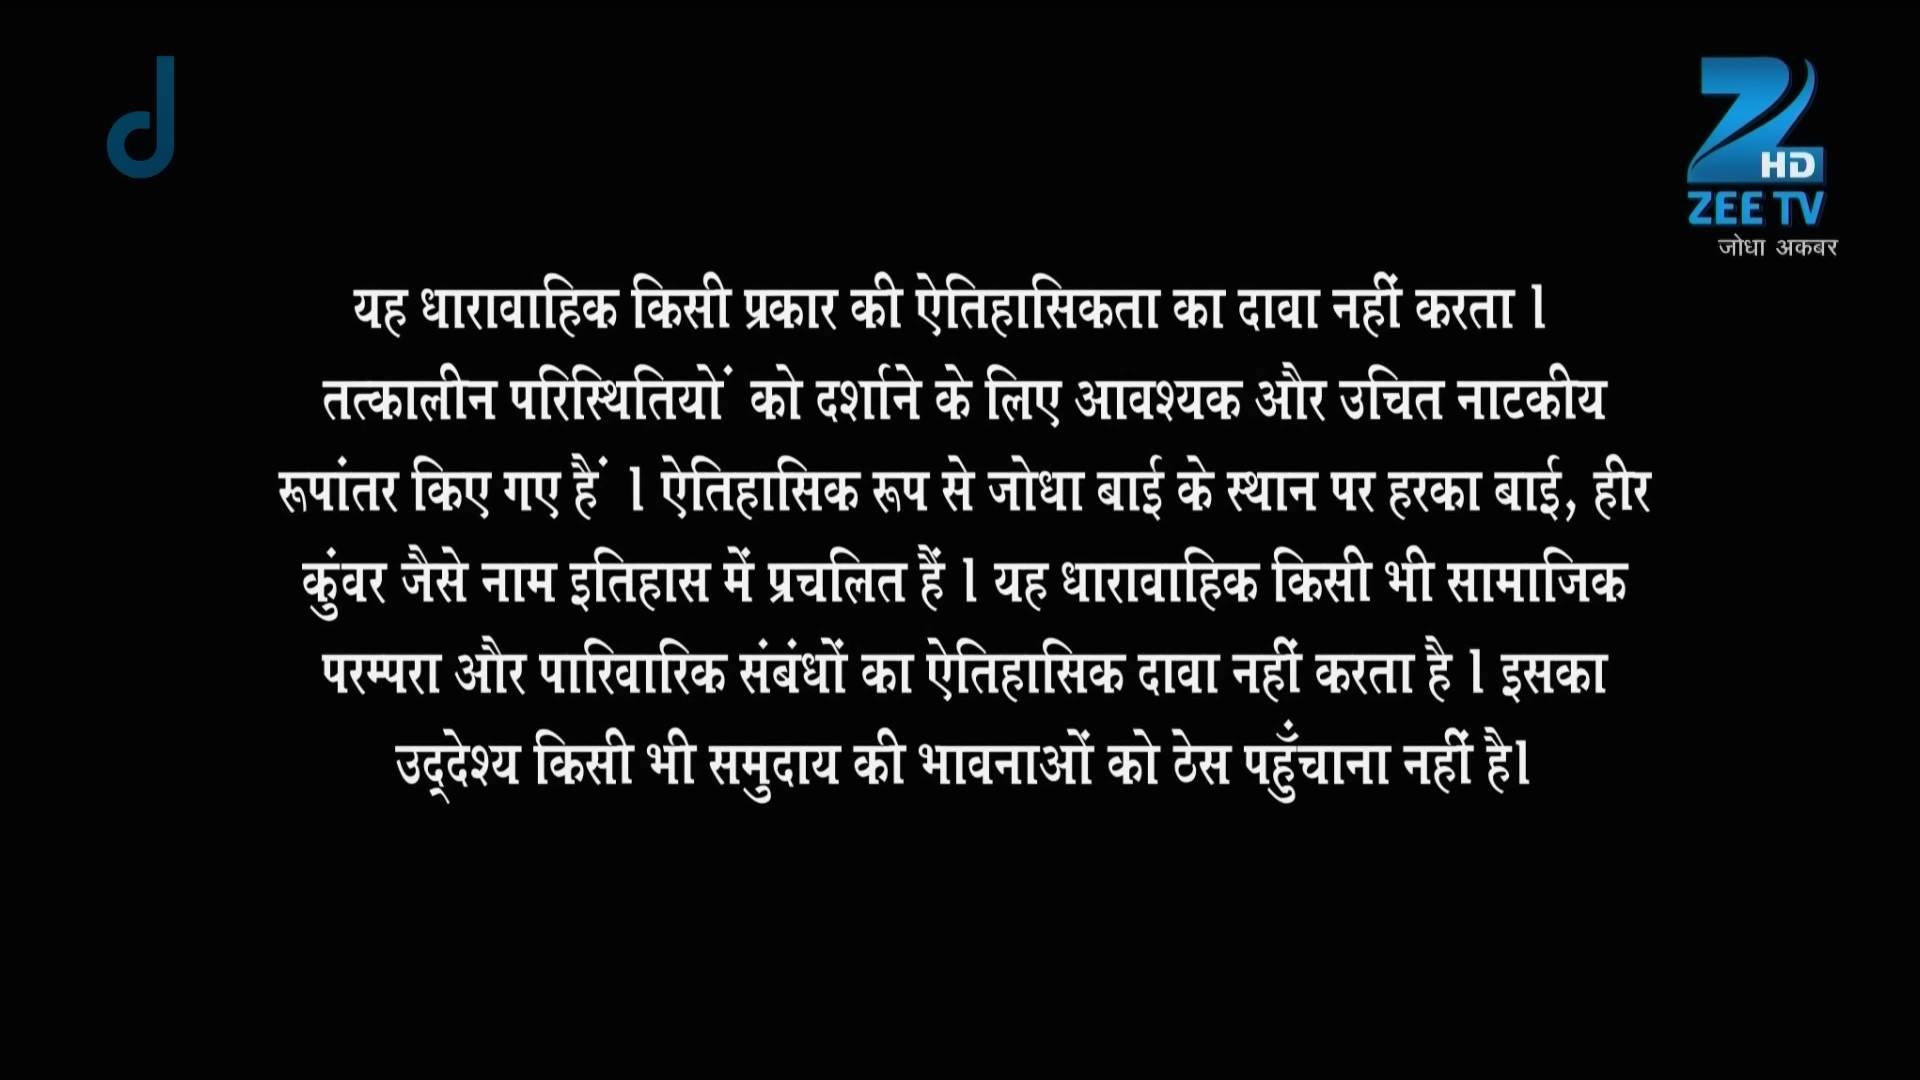 d
HD
ZEE TV
जोधा अकबर
यह धारावाहिक किसी प्रकार की ऐतिहासिकता का दावा नहीं करता ।
तत्कालीन परिस्थितियों को दर्शाने के लिए आवश्यक और उचित नाटकीय
रूपांतर किए गए हैं । ऐतिहासिक रूप से जोधा बाई के स्थान पर हरका बाई, हीर
कुंवर जैसे नाम इतिहास में प्रचलित हैं । यह धारावाहिक किसी भी सामाजिक
परम्परा और पारिवारिक संबंधों का ऐतिहासिक दावा नहीं करता है । इसका
उद्देश्य किसी भी समुदाय की भावनाओं को ठेस पहुँचाना नहीं है।